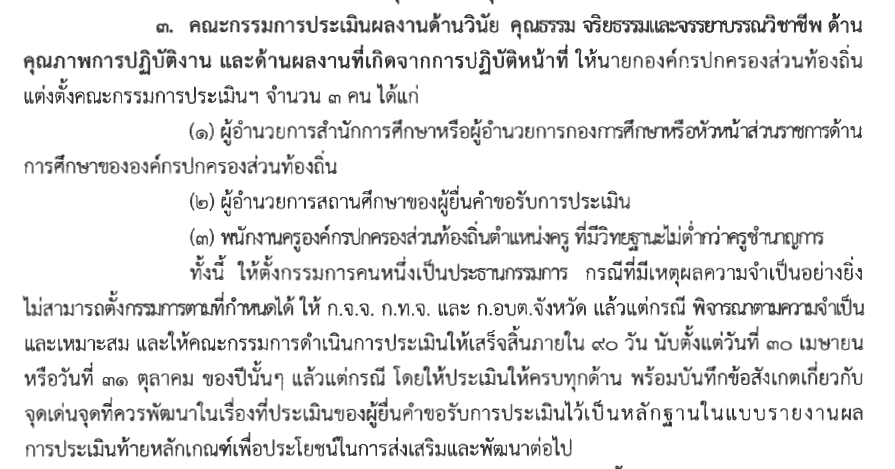 ๓. คณะกรรมการประเมินผลงานด้านวินัย คุณธรรม จริยธรรมและจรรยาบรรณวิชาชีพ ด้าน
คุณภาพการปฏิบัติงาน และด้านผลงานที่เกิดจากการปฏิบัติหน้าที่ ให้นายกองค์กรปกครองส่วนท้องถิ่น
แต่งตั้งคณะกรรมการประเมินฯ จำนวน ๓ คน ได้แก่
(๑) ผู้อำนวยการสำนักการศึกษาหรือผู้อำนวยการกองการศึกษาหรือหัวหน้าส่วนราชการด้าน
การศึกษาขององค์กรปกครองส่วนท้องถิ่น
(๒) ผู้อำนวยการสถานศึกษาของผู้ยื่นคำขอรับการประเมิน
(๓) พนักงานครูองค์กรปกครองส่วนท้องถิ่นตำแหน่งครู ที่มีวิทยฐานะไม่ต่ำกว่าครูชำนาญการ
ทั้งนี้ ให้ตั้งกรรมการคนหนึ่งเป็นประธานกรรมการ กรณีที่มีเหตุผลความจำเป็นอย่างยิ่ง
ไม่สามารถตั้งกรรมการตามที่กำหนดได้ ให้ ก.จ.จ. ก.ท.จ. และ ก.อบต.จังหวัด แล้วแต่กรณี พิจารณาตามความจำเป็น
และเหมาะสม และให้คณะกรรมการดำเนินการประเมินให้เสร็จสิ้นภายใน ๙๐ วัน นับตั้งแต่วันที่ ๓๐ เมษายน
หรือวันที่ ๓๑ ตุลาคม ของปีนั้นๆ แล้วแต่กรณี โดยให้ประเมินให้ครบทุกด้าน พร้อมบันทึกข้อสังเกตเกี่ยวกับ
จุดเด่นจุดที่ควรพัฒนาในเรื่องที่ประเมินของผู้ยื่นคำขอรับการประเมินไว้เป็นหลักฐานในแบบรายงานผล
การประเมินท้ายหลักเกณฑ์เพื่อประโยชน์ในการส่งเสริมและพัฒนาต่อไป